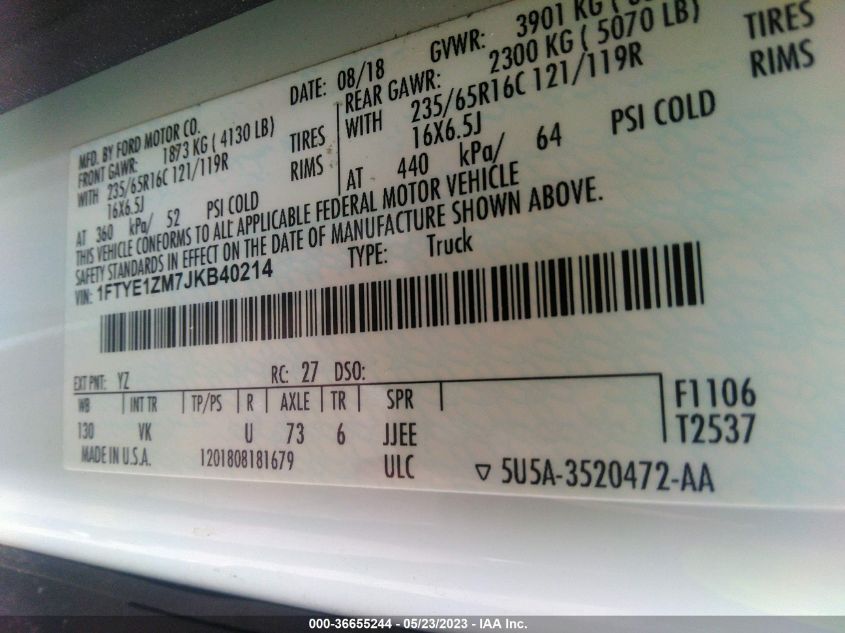 MFD. BY FORD MOTOR CO.
DATE: 08/18
GVWR: 3901 KG (
FRONT GAWR: 1873 KG ( 4130 LB)
REAR GAWR: 2300 KG ( 5070 LB)
WITH 235/65R16C 121/119R TIRES
WITH 235/65R16C 121/119R TIRES
16X6.5J RIMS
16X6.5J RIMS
AT 360 kPa/ 52 PSI COLD
AT 440 kPa/ 64 PSI COLD
THIS VEHICLE CONFORMS TO ALL APPLICABLE FEDERAL MOTOR VEHICLE
SAFETY STANDARDS IN EFFECT ON THE DATE OF MANUFACTURE SHOWN ABOVE.
VIN: 1FTYE1ZM7JKB40214
TYPE: Truck
EXT PNT: YZ RC: 27 DSO:
WB INT TR TP/PS R AXLE TR SPR
130 VK U 73 6 JJEE
F1106
T2537
MADE IN U.S.A. 1201808181679 ULC ▽ 5U5A-3520472-AA
000-36655244 - 05/23/2023 - IAA Inc.